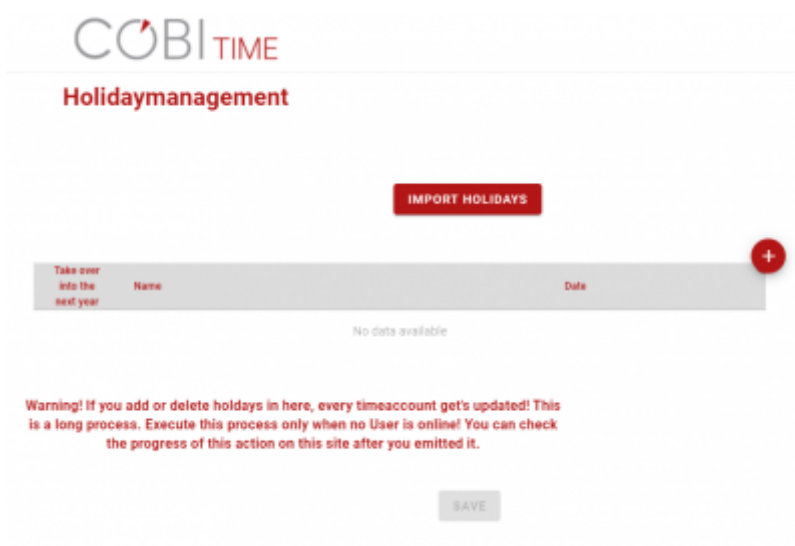 COBI TIME
Holidaymanagement
IMPORT HOLIDAYS
+
Take over
into the
next year
Name
Date
No data available
Warning! If you add or delete holdays in here, every timeaccount get's updated! This
is a long process. Execute this process only when no User is online! You can check
the progress of this action on this site after you emitted it.
SAVE